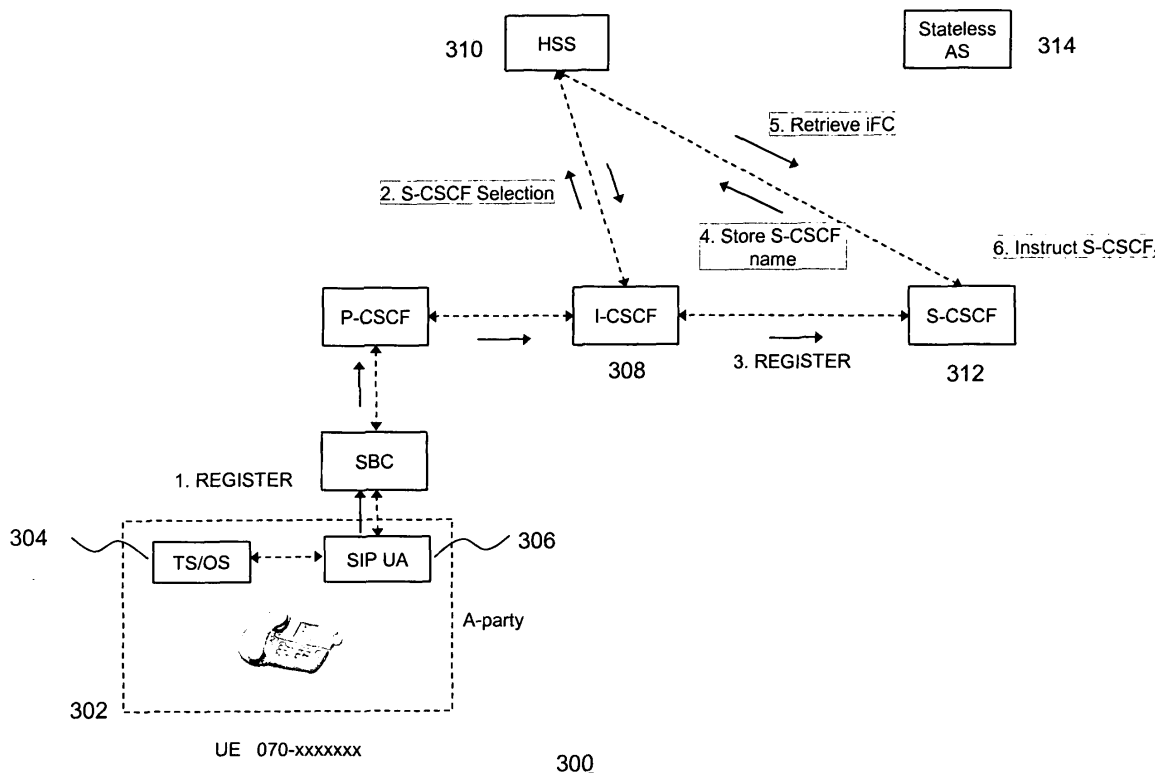 310
HSS
Stateless
AS
314
5. Retrieve iFC
2. S-CSCF Selection
4. Store S-CSCF
name
6. Instruct S-CSCF
P-CSCF
I-CSCF
S-CSCF
308
3. REGISTER
312
SBC
1. REGISTER
304
TS/OS
SIP UA
306
A-party
302
UE 070-xxxxxxx
300